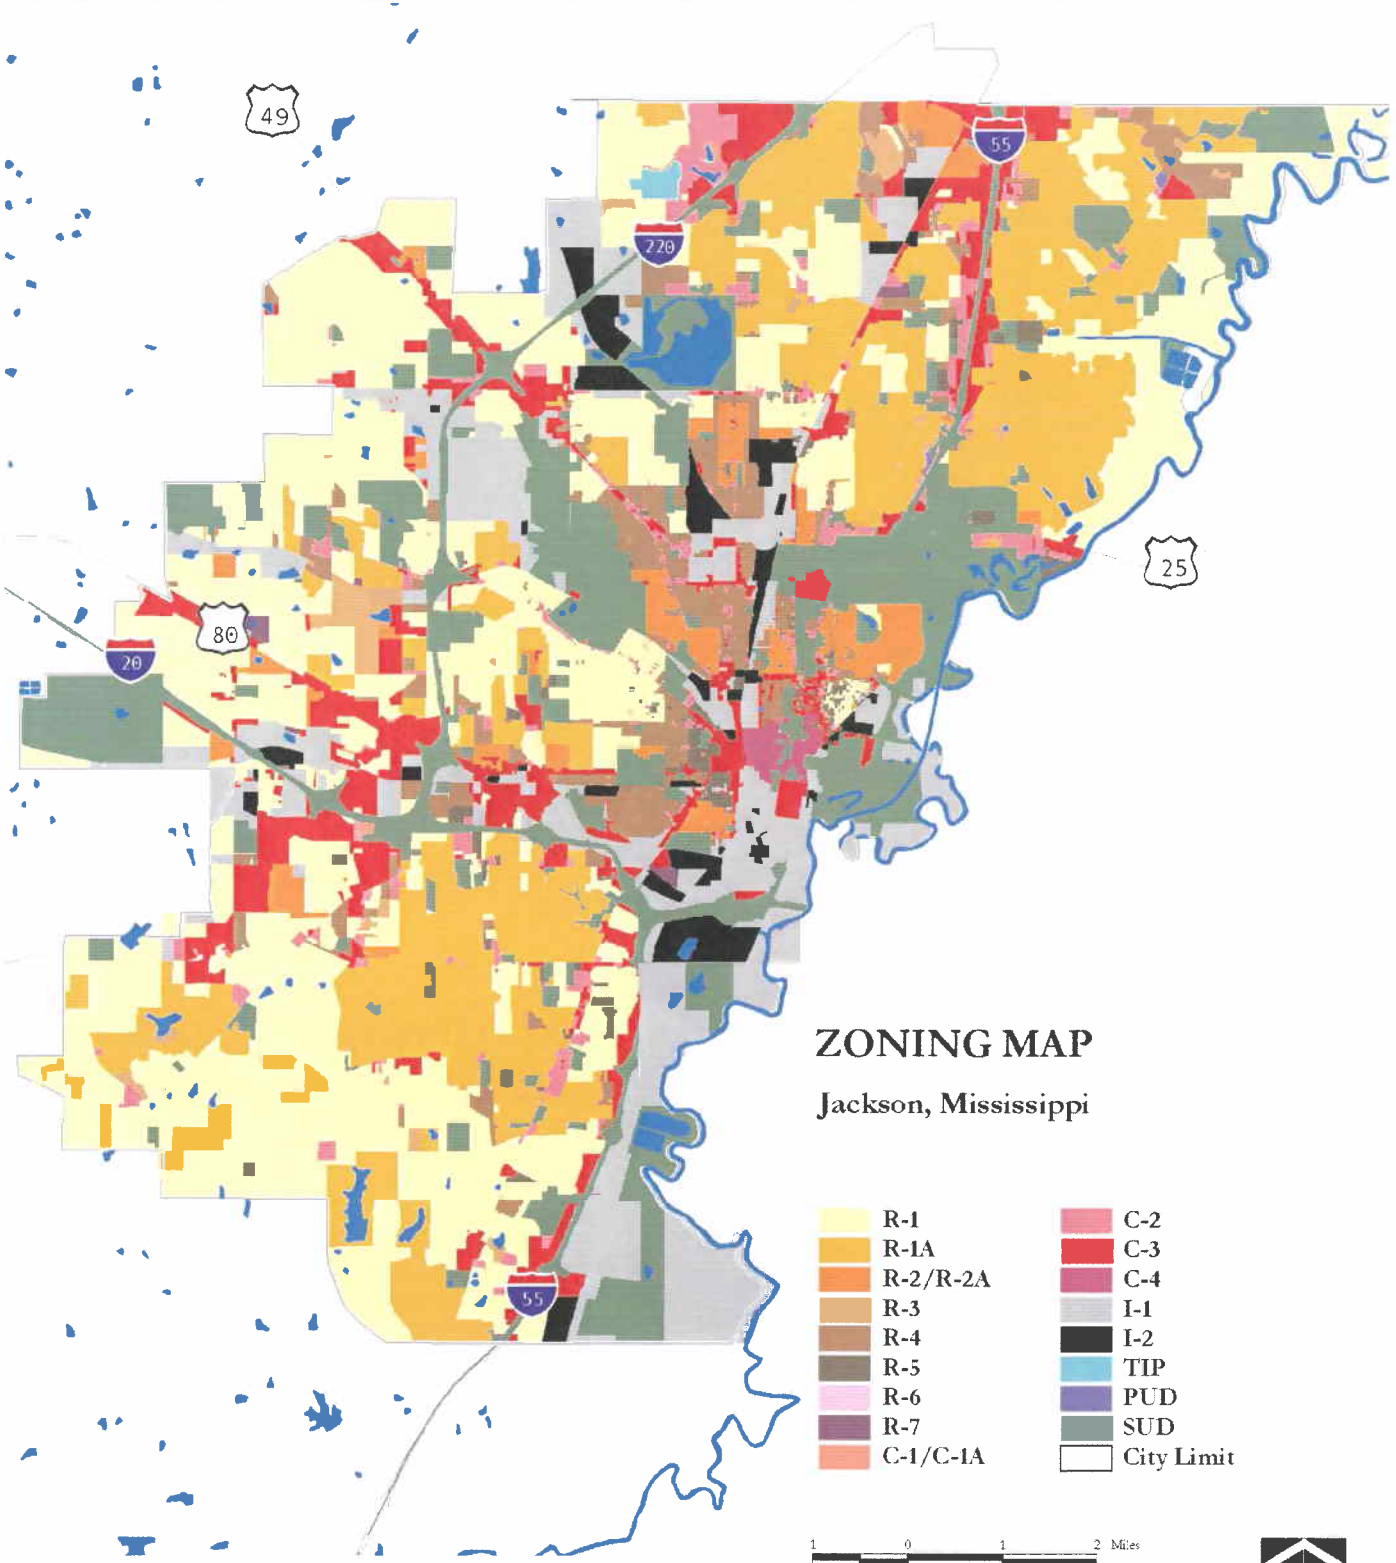 49
55
220
25
80
20
ZONING MAP
Jackson, Mississippi
R-1
R-1A
R-2/R-2A
R-3
R-4
R-5
R-6
R-7
C-1/C-1A
C-2
C-3
C-4
I-1
I-2
TIP
PUD
SUD
City Limit
55
1 0 1 2 Miles